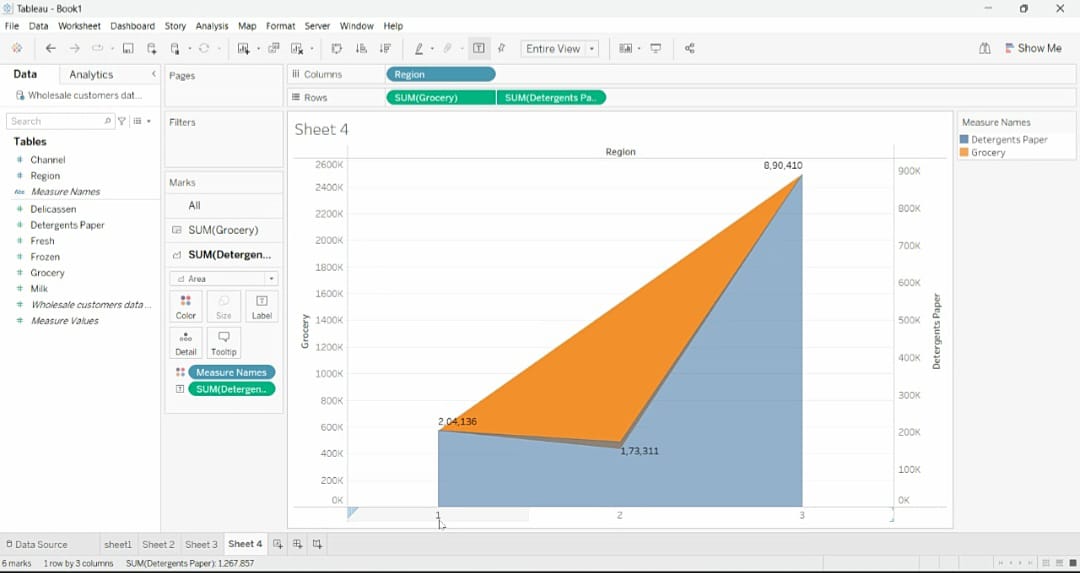 Tableau - Book1
File Data Worksheet Dashboard Story Analysis Map Format Server Window Help
Entire View
Show Me
Data Analytics
Wholesale customers dat...
Search
Tables
Channel
Region
Abc Measure Names
Delicassen
Detergents Paper
Fresh
Frozen
Grocery
Milk
Wholesale customers data ...
Measure Values
Pages
Filters
Marks
All
SUM(Grocery)
SUM(Detergen...
Area
Color Size Label
Detail Tooltip
Measure Names
SUM(Detergen..
Columns Region
Rows SUM(Grocery) SUM(Detergents Pa..
Sheet 4
Region
2600K
2400K
2200K
2000K
1800K
1600K
1400K
1200K
1000K
800K
600K
400K
200K
0K
Grocery
8,90,410
2,04,136
1,73,311
1 2 3
900K
800K
700K
600K
500K
400K
300K
200K
100K
0K
Detergents Paper
Measure Names
Detergents Paper
Grocery
Data Source sheet1 Sheet 2 Sheet 3 Sheet 4
6 marks 1 row by 3 columns SUM(Detergents Paper): 1,267,857